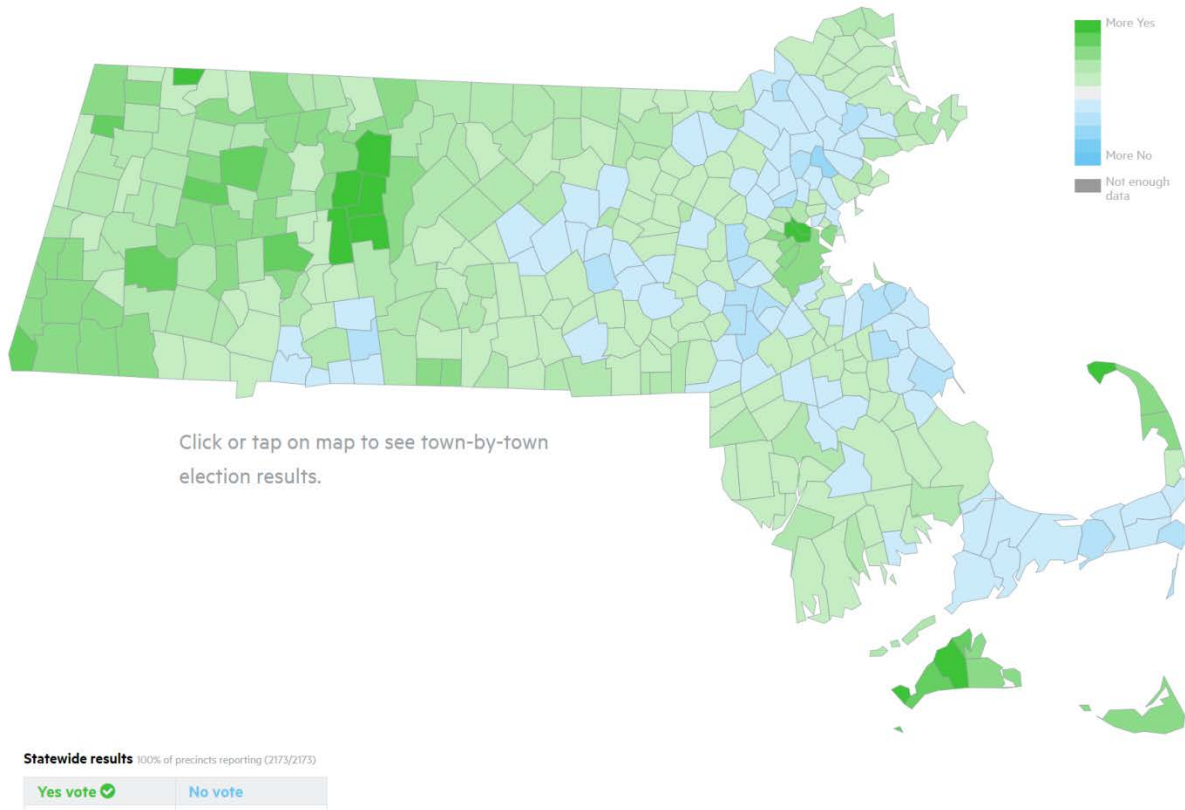 More Yes
More No
Not enough
data
Click or tap on map to see town-by-town
election results.
Statewide results 100% of precincts reporting (2173/2173)
Yes vote No vote